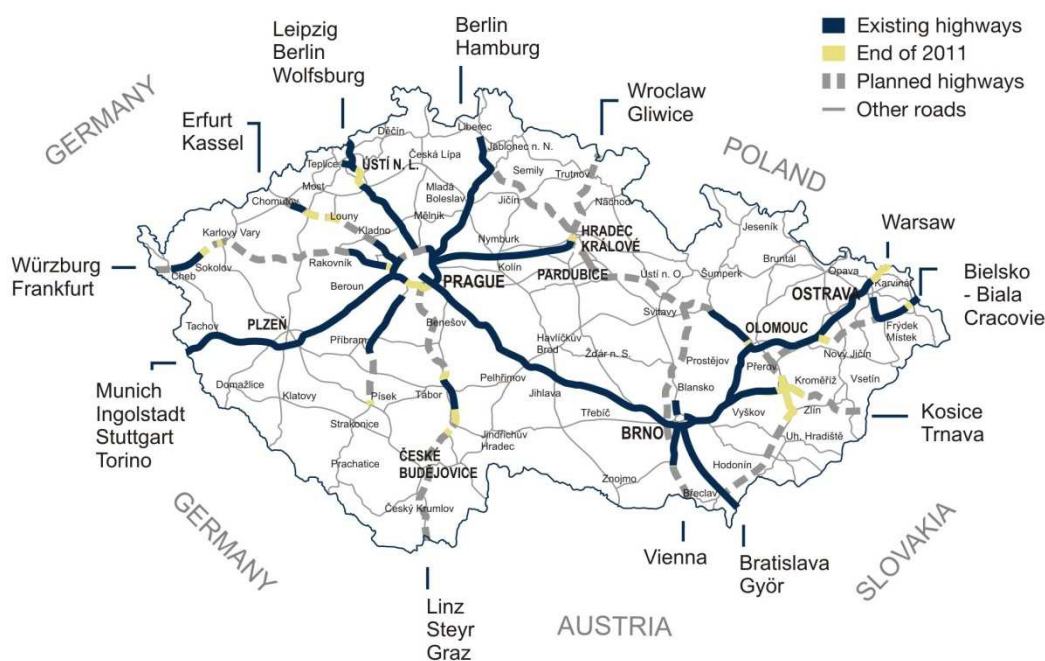 Existing highways
End of 2011
Planned highways
Other roads
Leipzig
Berlin
Wolfsburg
Berlin
Hamburg
Wroclaw
Gliwice
Erfurt
Kassel
GERMANY
POLAND
Warsaw
Bielsko
- Biala
Cracovie
Würzburg
Frankfurt
Munich
Ingolstadt
Stuttgart
Torino
Kosice
Trnava
GERMANY
Linz
Steyr
Graz
AUSTRIA
Vienna
Bratislava
Györ
SLOVAKIA
Děčín
Liberec
Jablonec n. N.
Teplice
ÚSTÍ N. L.
Česká Lípa
Semily
Trutnov
Most
Chomutov
Mladá
Boleslav
Jičín
Náchod
Louny
Mělník
Karlovy Vary
Kladno
Nymburk
HRADEC
KRÁLOVÉ
Jeseník
Cheb
Sokolov
Rakovník
PRAGUE
Kolín
PARDUBICE
Ústí n. O.
Šumperk
Bruntál
Opava
Karviná
Beroun
OSTRAVA
Tachov
PLZEŇ
Benešov
Svitavy
OLOMOUC
Frýdek
Místek
Příbram
Havlíčkův
Brod
Žďár n. S.
Prostějov
Přerov
Nový Jičín
Domažlice
Klatovy
Písek
Tábor
Pelhřimov
Jihlava
Blansko
Kroměříž
Vsetín
Strakonice
Třebíč
Vyškov
Zlín
Jindřichův
Hradec
BRNO
Uh. Hradiště
Prachatice
ČESKÉ
BUDĚJOVICE
Znojmo
Hodonín
Břeclav
Český Krumlov